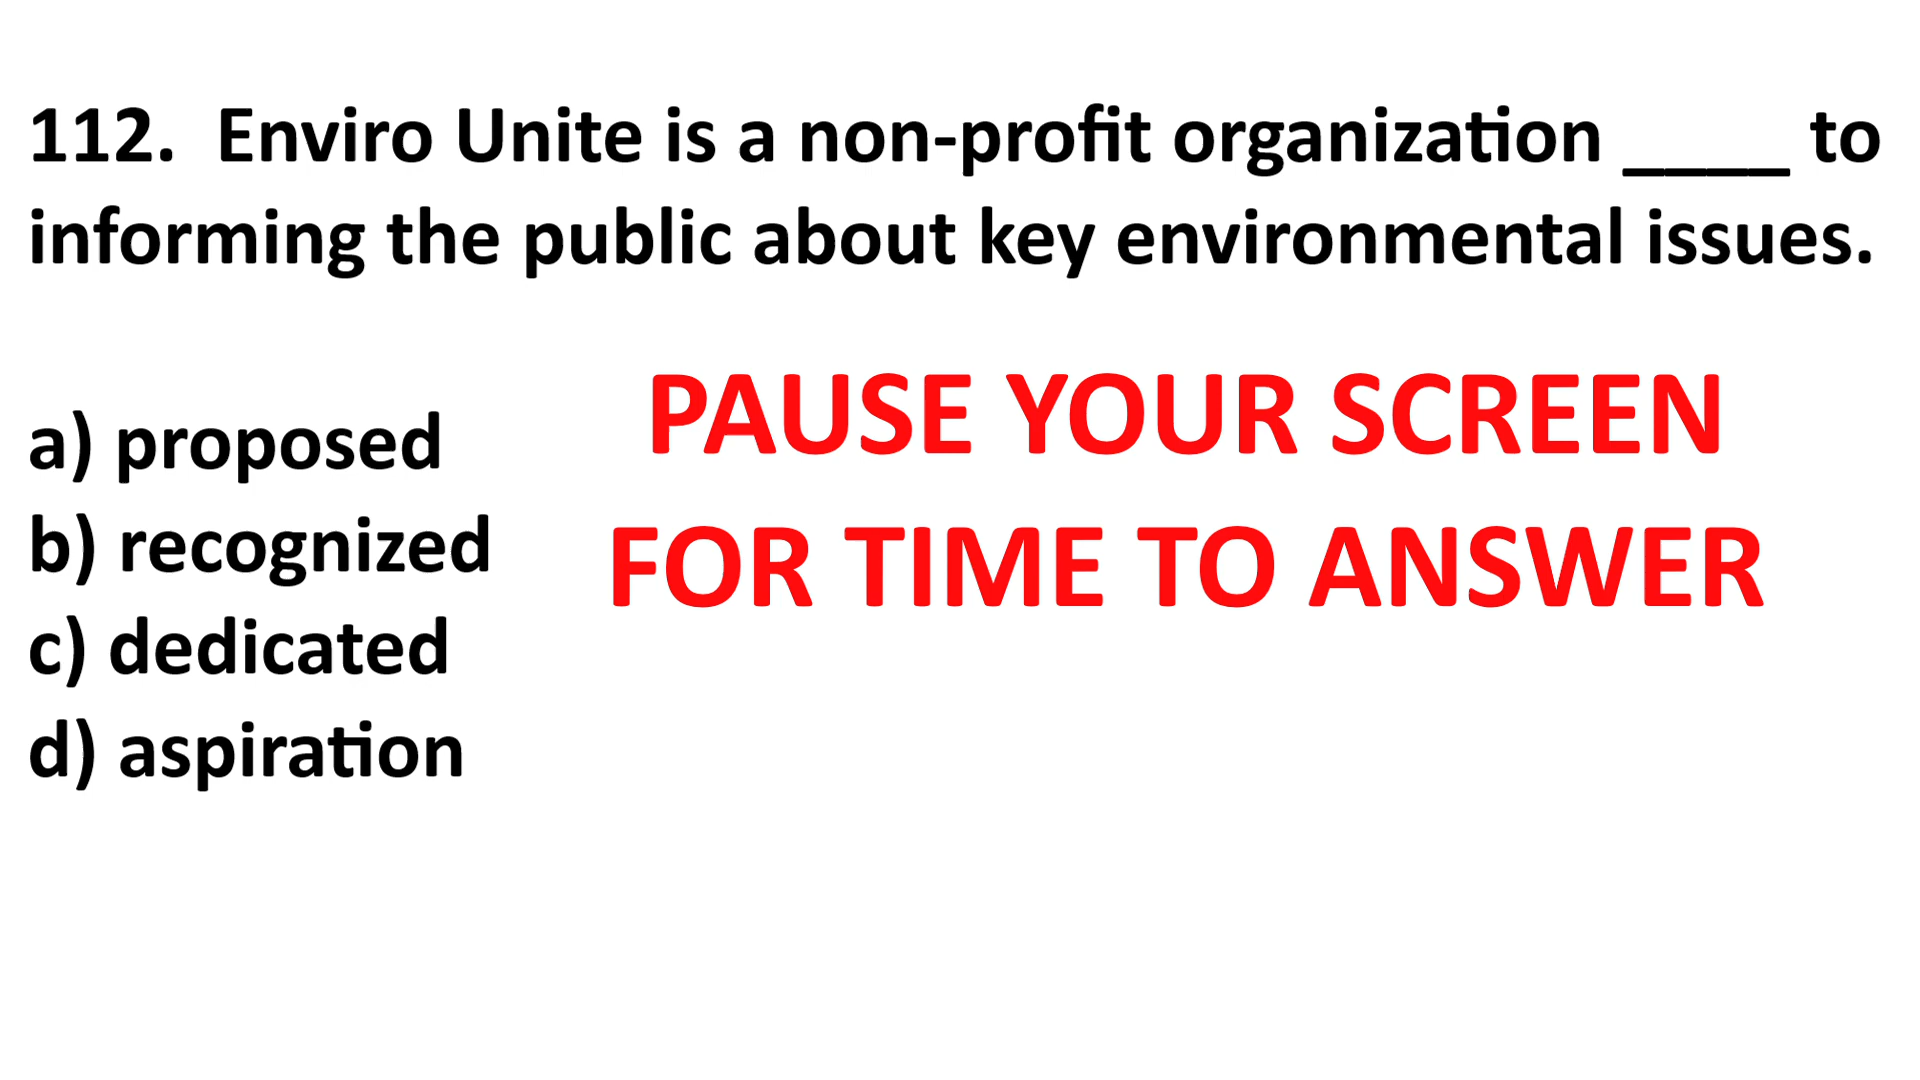 112. Enviro Unite is a non-profit organization ____ to
informing the public about key environmental issues.
a) proposed
b) recognized
c) dedicated
d) aspiration
PAUSE YOUR SCREEN
FOR TIME TO ANSWER